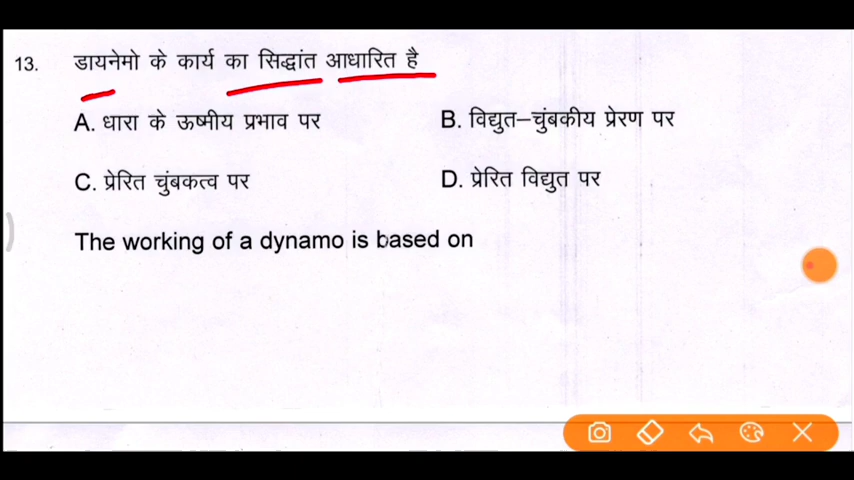 13. डायनेमो के कार्य का सिद्धांत आधारित है
A. धारा के ऊष्मीय प्रभाव पर B. विद्युत–चुंबकीय प्रेरण पर
C. प्रेरित चुंबकत्व पर D. प्रेरित विद्युत पर
The working of a dynamo is based on